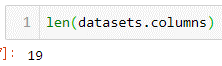 1 len(datasets.columns)
]: 19